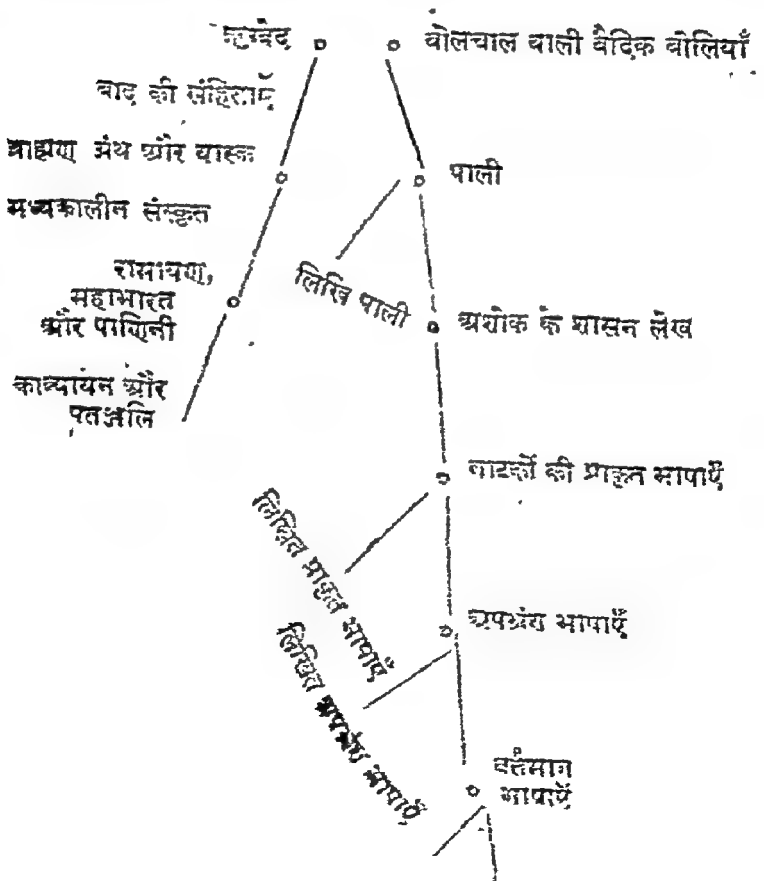 ऋग्वेद
बोलचाल वाली वैदिक बोलियाँ
बाद की संहिताएँ
ब्राह्मण ग्रंथ और यास्क
पाली
मध्यकालीन संस्कृत
लिखि पाली
रामायण,
महाभारत
और पाणिनी
अशोक के शासन लेख
कात्यायन और
पतञ्जलि
नाटकों की प्राकृत भाषाएँ
लिखित प्राकृत भाषाएँ
अपभ्रंश भाषाएँ
लिखित अपभ्रंश भाषाएँ
वर्तमान
भाषाएँ